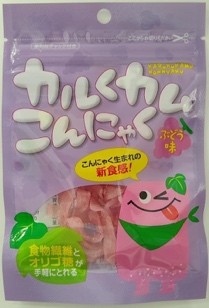 カルくカム
こんにゃく
ぶどう
味
こんにゃく生まれの
新食感!
食物繊維と
オリゴ糖が
手軽にとれる